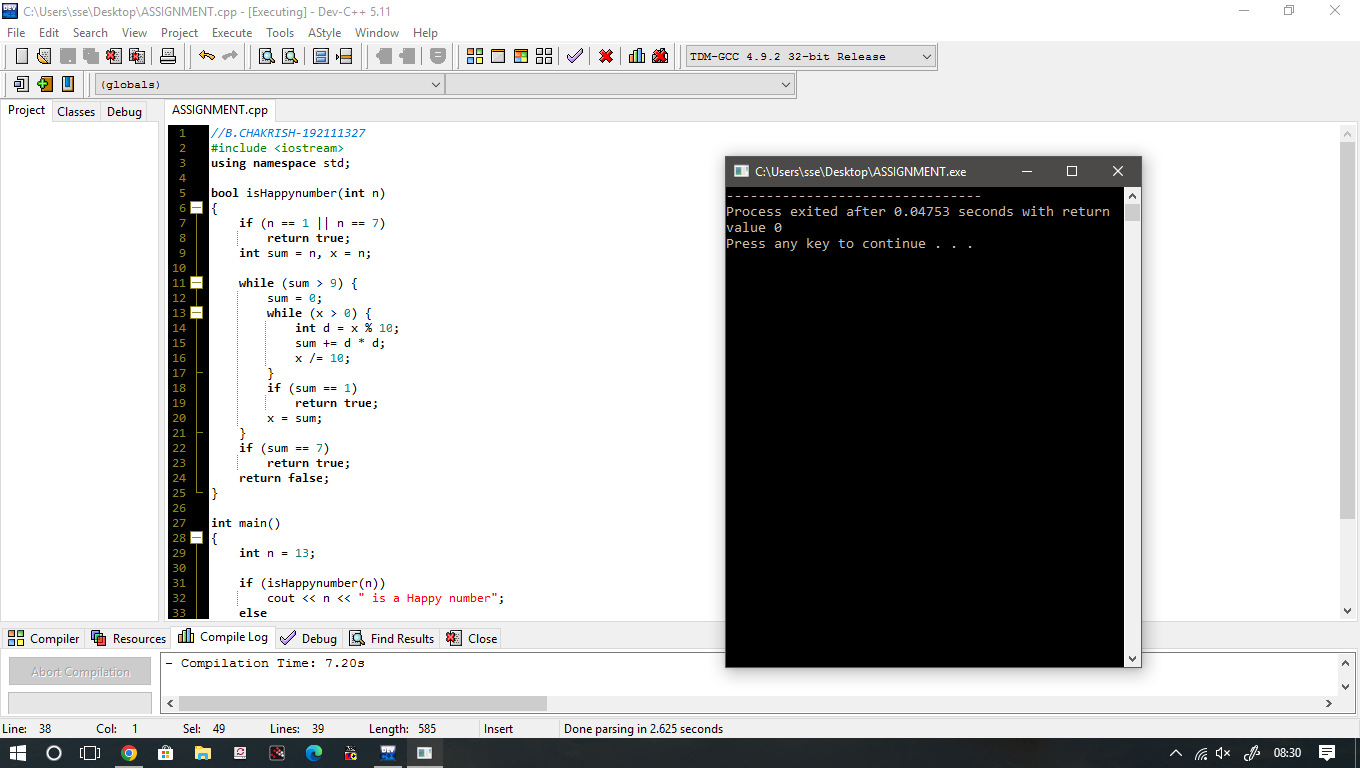 C:\Users\sse\Desktop\ASSIGNMENT.cpp - [Executing] - Dev-C++ 5.11
File Edit Search View Project Execute Tools AStyle Window Help
TDM-GCC 4.9.2 32-bit Release
(globals)
Project Classes Debug
ASSIGNMENT.cpp
1 //B.CHAKRISH-192111327
2 #include <iostream>
3 using namespace std;
4
5 bool isHappynumber(int n)
6 {
7 if (n == 1 || n == 7)
8 return true;
9 int sum = n, x = n;
10
11 while (sum > 9) {
12 sum = 0;
13 while (x > 0) {
14 int d = x % 10;
15 sum += d * d;
16 x /= 10;
17 }
18 if (sum == 1)
19 return true;
20 x = sum;
21 }
22 if (sum == 7)
23 return true;
24 return false;
25 }
26
27 int main()
28 {
29 int n = 13;
30
31 if (isHappynumber(n))
32 cout << n << " is a Happy number";
33 else
C:\Users\sse\Desktop\ASSIGNMENT.exe
--------------------------------
Process exited after 0.04753 seconds with return
value 0
Press any key to continue . . .
Compiler Resources Compile Log Debug Find Results Close
Abort Compilation
- Compilation Time: 7.20s
Line: 38 Col: 1 Sel: 49 Lines: 39 Length: 585 Insert Done parsing in 2.625 seconds
08:30